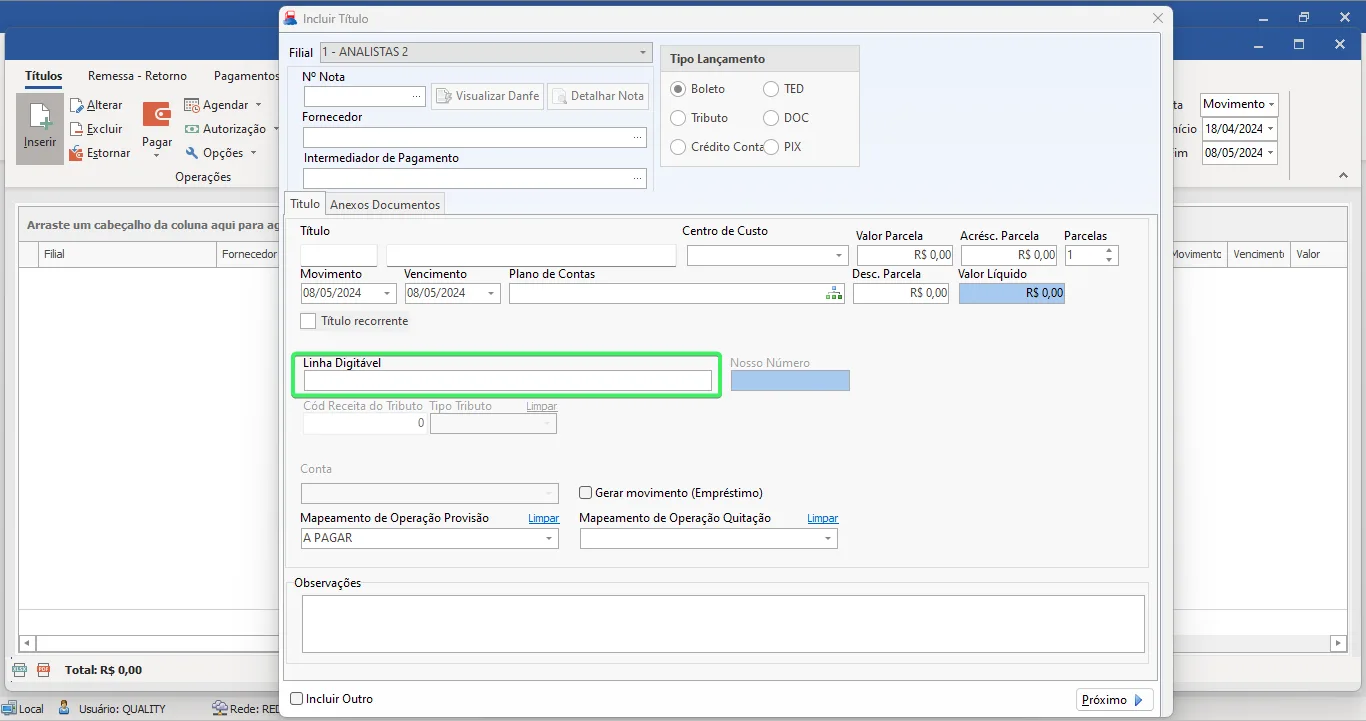 Incluir Título
Filial 1 - ANALISTAS 2
Nº Nota
Visualizar Danfe
Detalhar Nota
Fornecedor
Intermediador de Pagamento
Tipo Lançamento
Boleto TED
Tributo DOC
Crédito Conta PIX
Títulos Remessa - Retorno Pagamentos
Inserir
Alterar
Excluir
Estornar
Pagar
Agendar
Autorização
Opções
Operações
Movimento
18/04/2024
08/05/2024
Arraste um cabeçalho da coluna aqui para ag
Filial Fornecedor
Movimento Vencimento Valor
Titulo Anexos Documentos
Título Centro de Custo Valor Parcela Acrésc. Parcela Parcelas
R$ 0,00 R$ 0,00 1
Movimento Vencimento Plano de Contas Desc. Parcela Valor Líquido
08/05/2024 08/05/2024 R$ 0,00 R$ 0,00
Título recorrente
Linha Digitável Nosso Número
Cód Receita do Tributo Tipo Tributo Limpar
0
Conta
Gerar movimento (Empréstimo)
Mapeamento de Operação Provisão Limpar Mapeamento de Operação Quitação Limpar
A PAGAR
Observações
Incluir Outro
Próximo
Total: R$ 0,00
Local Usuário: QUALITY Rede: RED